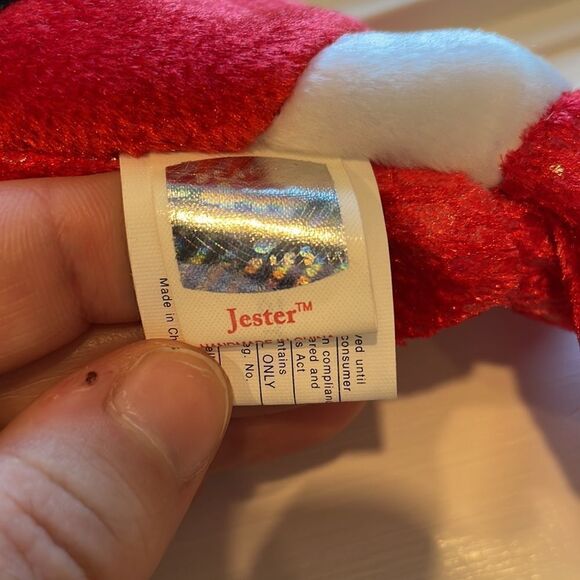 Jester™
Made in Ch
ONLY
ntains
s Act
ared and
n complian
consumer
ved until
g. No.